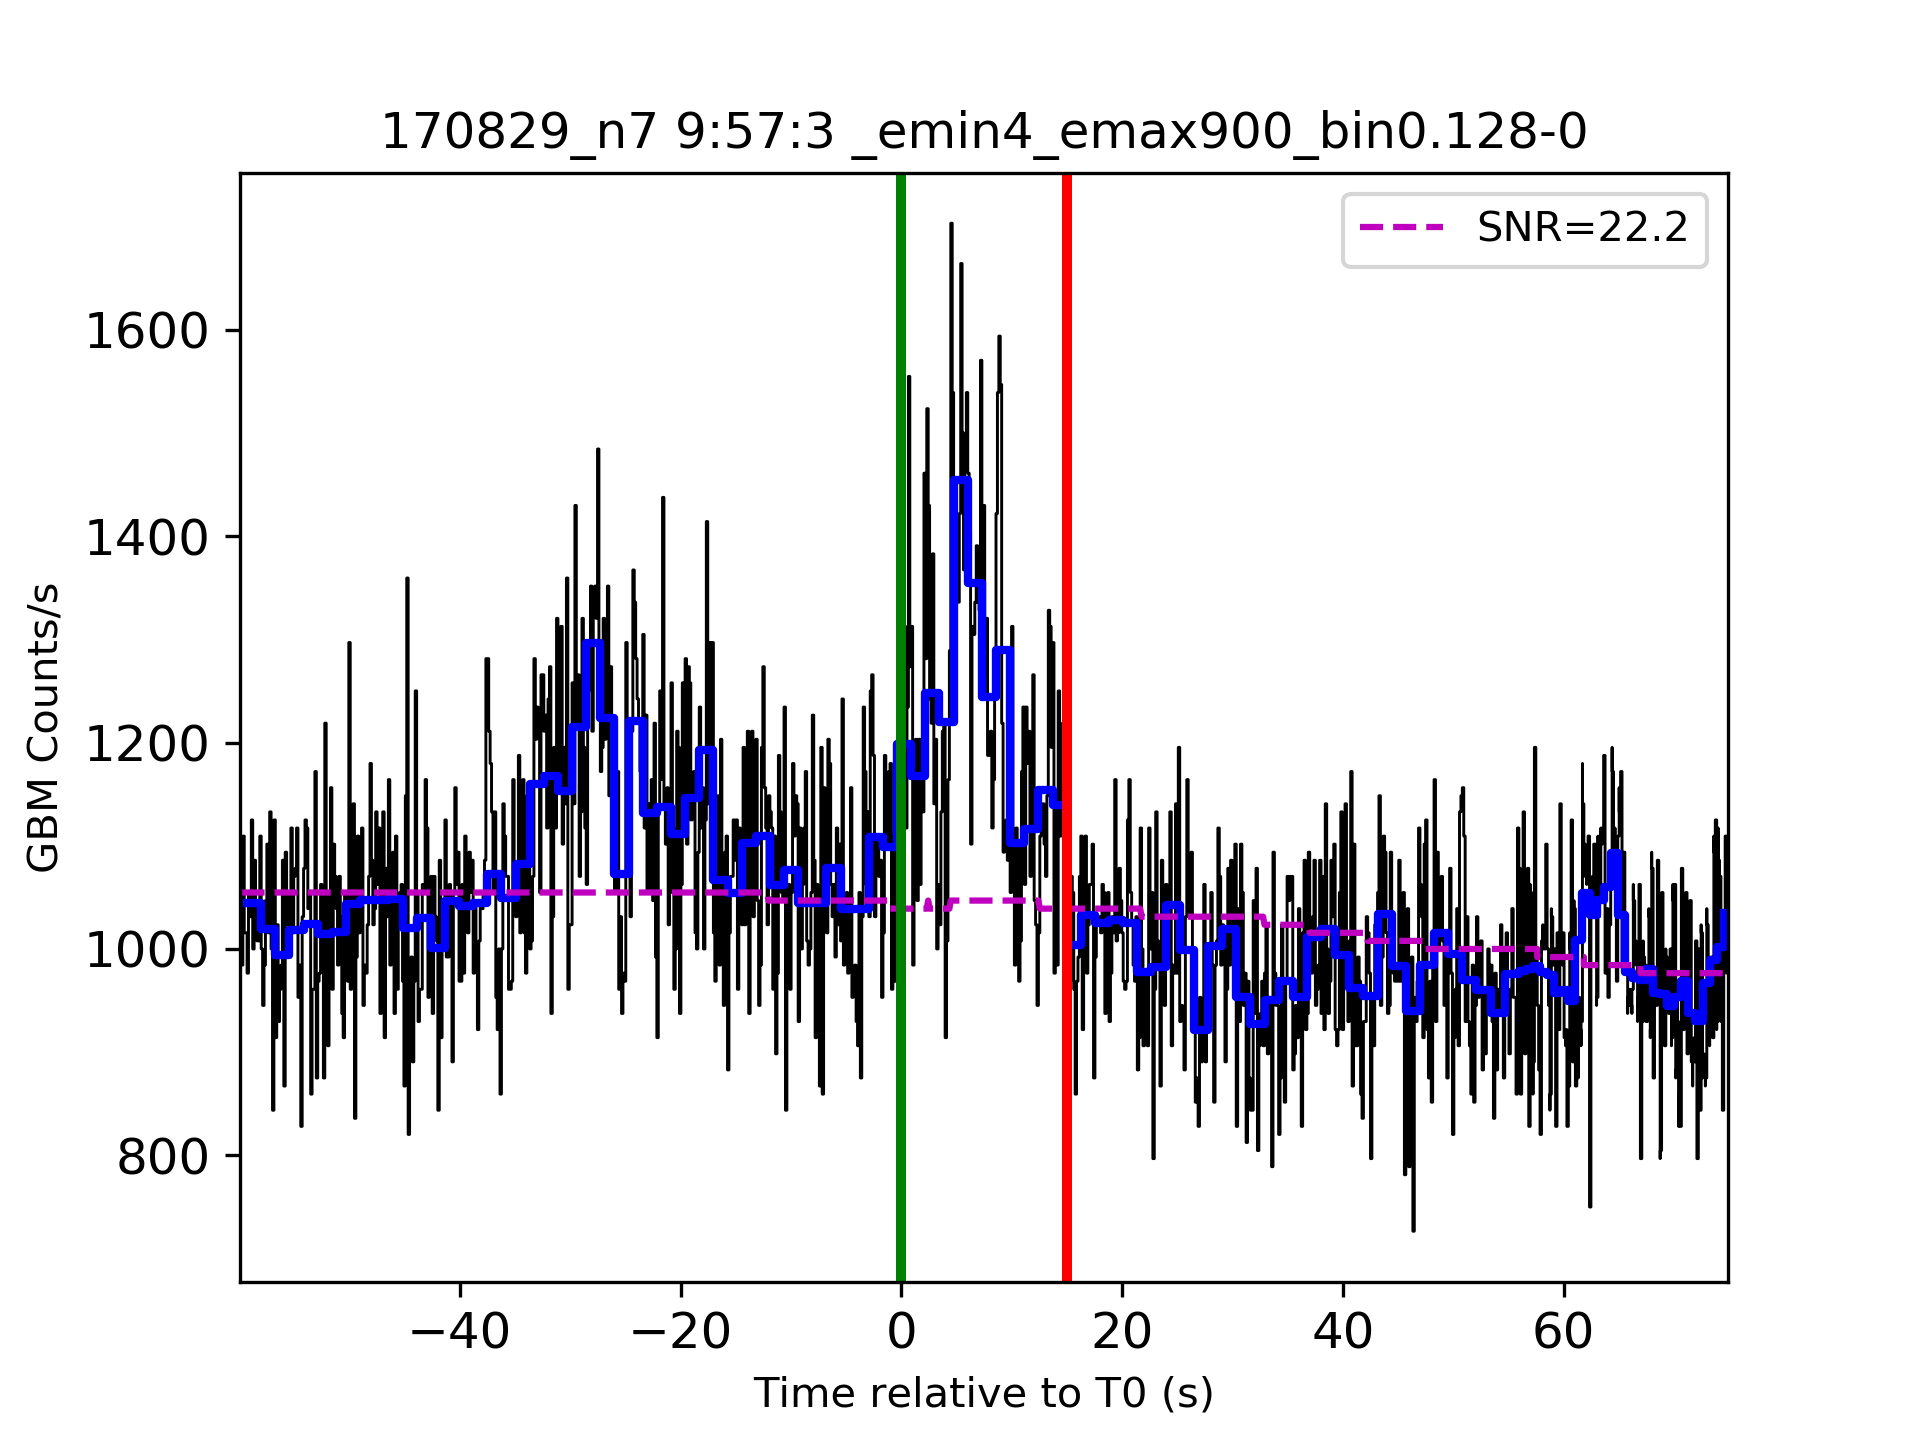 170829_n7 9:57:3 _emin4_emax900_bin0.128-0
SNR=22.2
GBM Counts/s
1600
1400
1200
1000
800
−40 −20 0 20 40 60
Time relative to T0 (s)